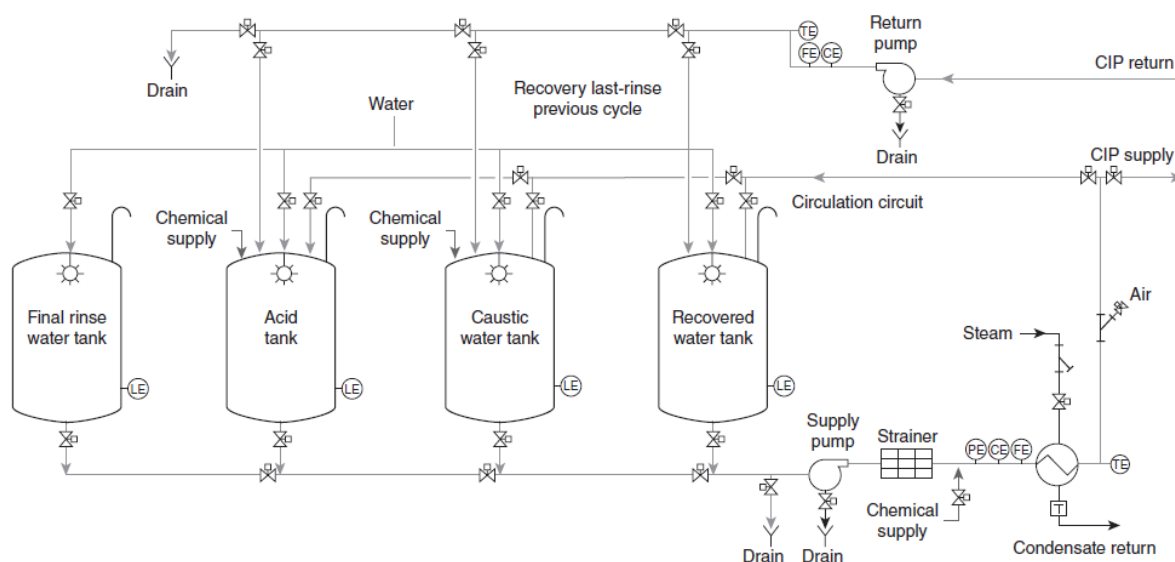 Return
pump
TE
FE
CE
CIP return
Drain
Water
Recovery last-rinse
previous cycle
Drain
CIP supply
Circulation circuit
Chemical
supply
Chemical
supply
Air
Final rinse
water tank
Acid
tank
Caustic
water tank
Recovered
water tank
Steam
LE
LE
LE
LE
Supply
pump
Strainer
PE
CE
FE
TE
Chemical
supply
T
Drain
Drain
Condensate return